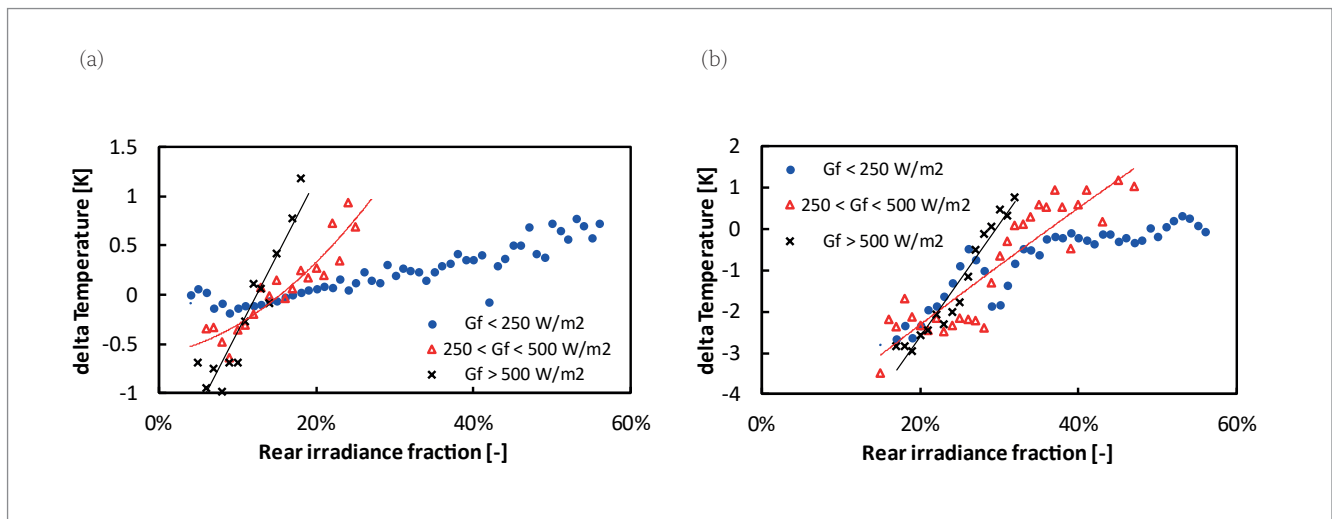 (a)
(b)
delta Temperature [K]
1.5
1
0.5
0
-0.5
-1
0%
20%
40%
60%
Rear irradiance fraction [-]
Gf < 250 W/m2
250 < Gf < 500 W/m2
Gf > 500 W/m2
delta Temperature [K]
2
1
0
-1
-2
-3
-4
0%
20%
40%
60%
Rear irradiance fraction [-]
Gf < 250 W/m2
250 < Gf < 500 W/m2
Gf > 500 W/m2